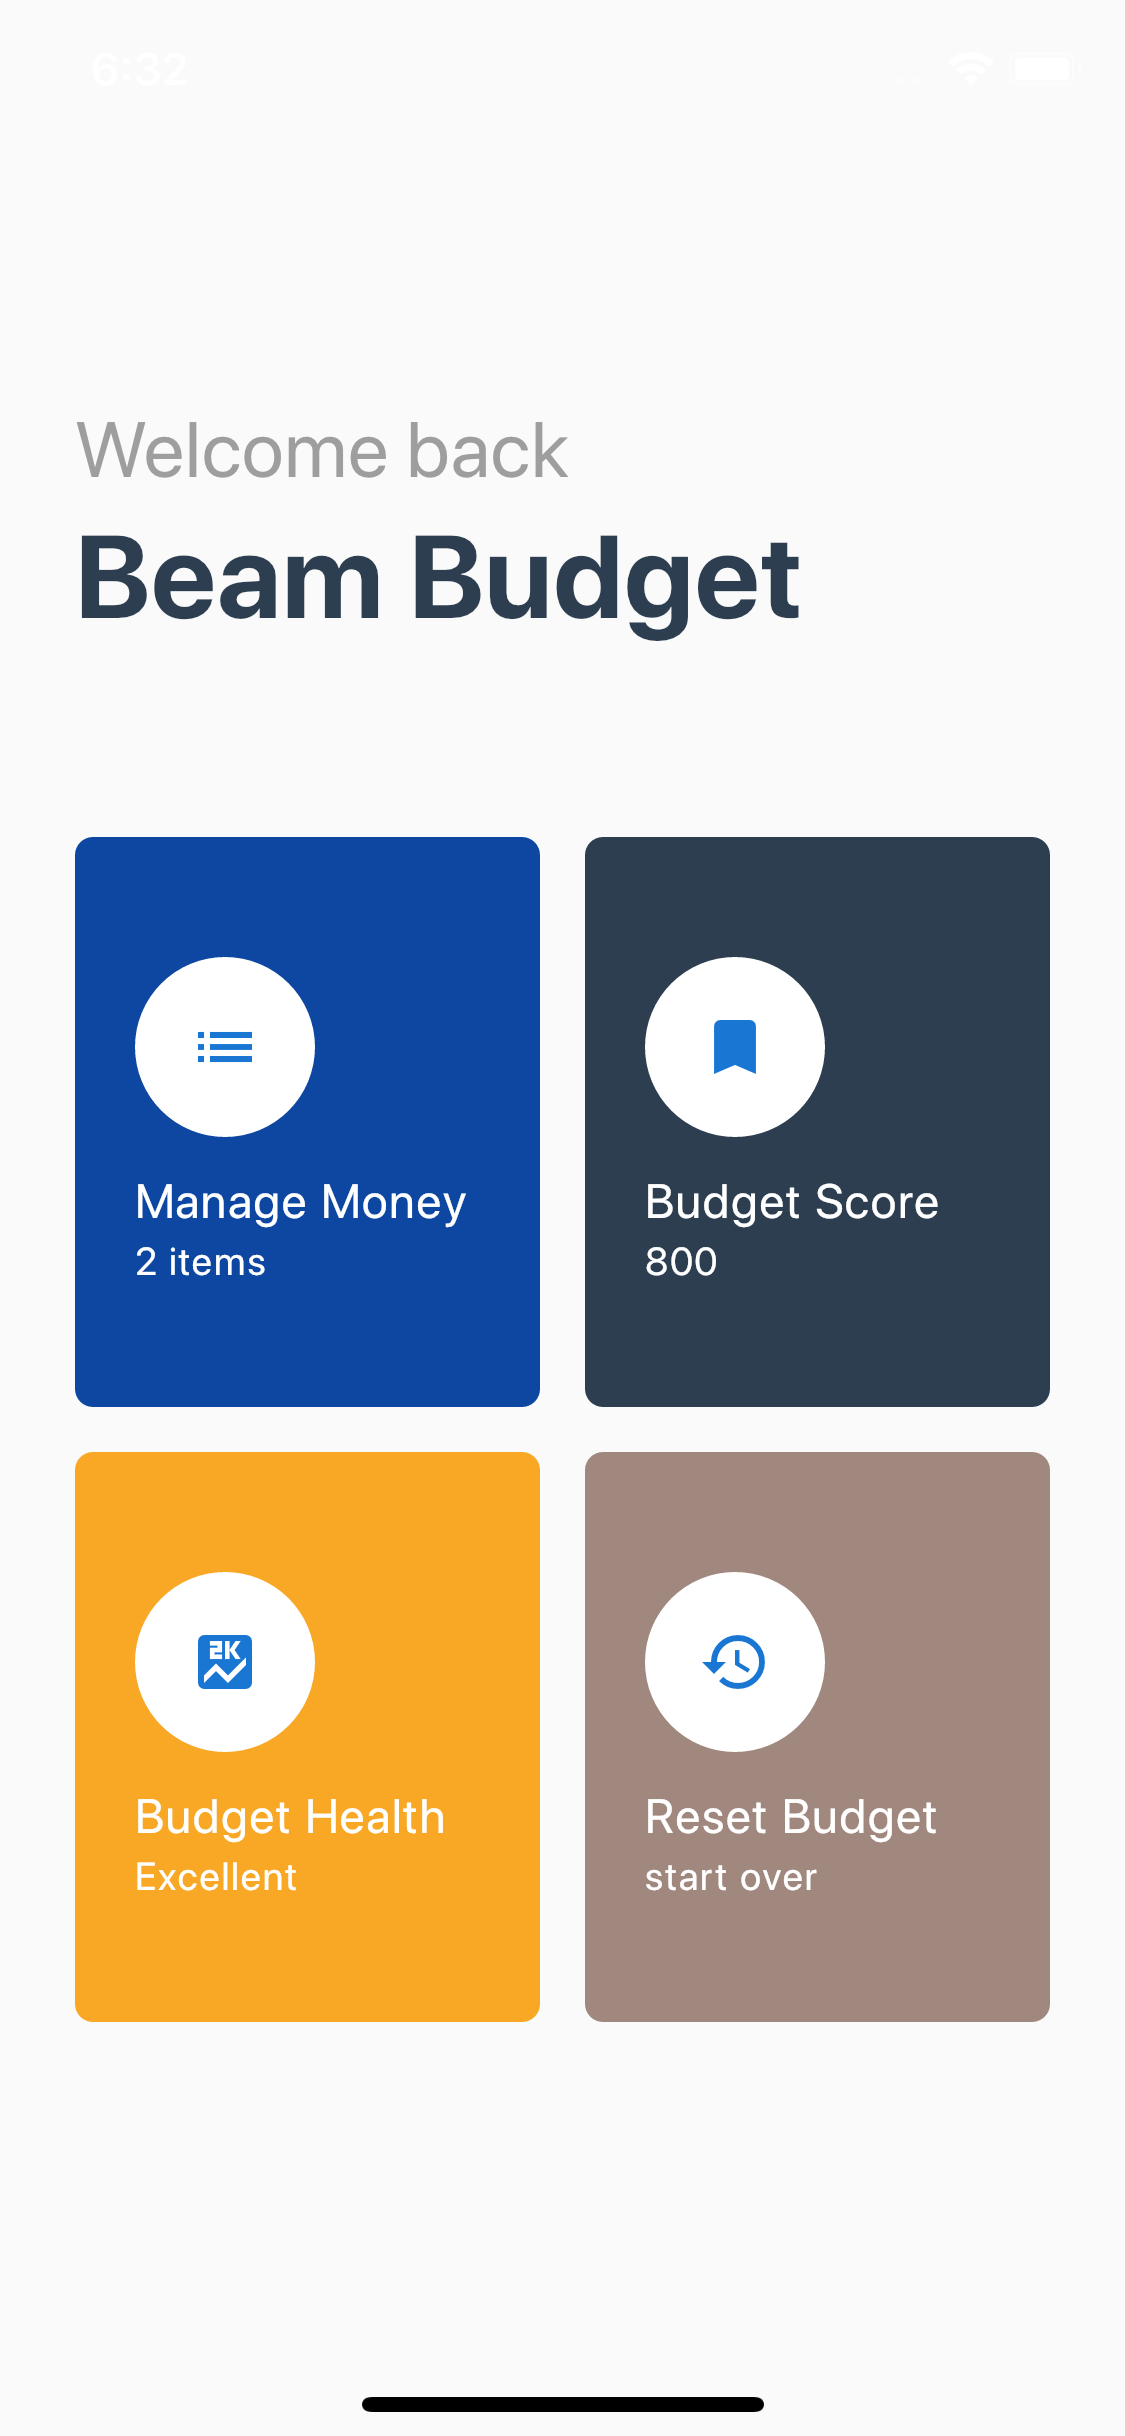 6:32
Welcome back
Beam Budget
Manage Money
2 items
Budget Score
800
2K
Budget Health
Excellent
Reset Budget
start over